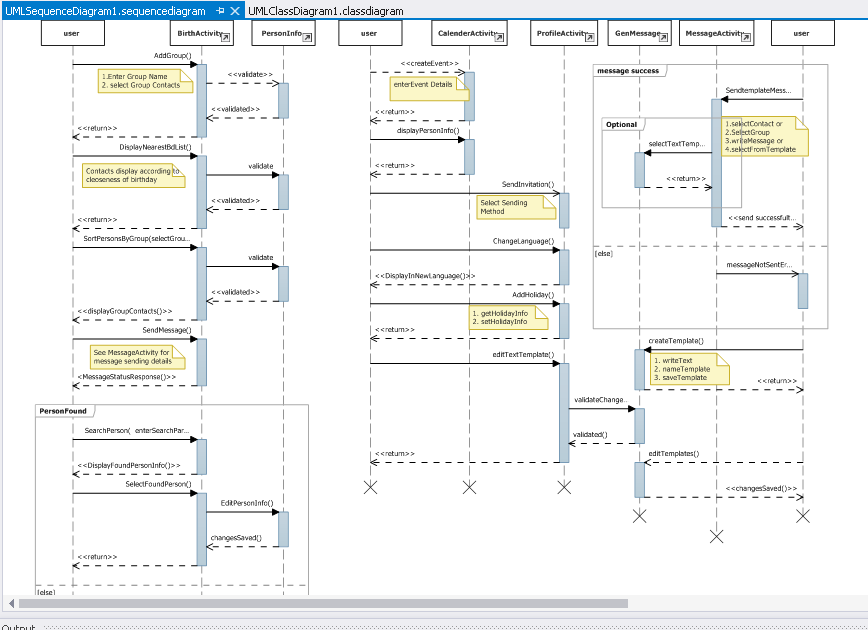 UMLSequenceDiagram1.sequencediagram
UMLClassDiagram1.classdiagram
user
BirthActivity
PersonInfo
user
CalenderActivity
ProfileActivity
GenMessage
MessageActivity
user
AddGroup()
1.Enter Group Name
2. select Group Contacts
<<validate>>
<<validated>>
<<return>>
DisplayNearestBdList()
Contacts display according to
cleoseness of birthday
validate
<<validated>>
<<return>>
SortPersonsByGroup(selectGrou...
validate
<<validated>>
<<displayGroupContacts()>>
SendMessage()
See MessageActivity for
message sending details
<MessageStatusResponse()>>
PersonFound
SearchPerson(  enterSearchPar...
<<DisplayFoundPersonInfo()>>
SelectFoundPerson()
EditPersonInfo()
changesSaved()
<<return>>
[else]
<<createEvent>>
enterEvent Details
<<return>>
displayPersonInfo()
<<return>>
SendInvitation()
Select Sending
Method
ChangeLanguage()
<<DisplayInNewLanguage()>>
AddHoliday()
1. getHolidayInfo
2. setHolidayInfo
<<return>>
editTextTemplate()
validateChange...
validated()
<<return>>
message success
SendtemplateMess...
1.selectContact or
2.SelectGroup
3.writeMessage or
4.selectFromTemplate
Optional
selectTextTemp...
<<return>>
<<send successfult...
[else]
messageNotSentEr...
createTemplate()
1. writeText
2. nameTemplate
3. saveTemplate
<<return>>
editTemplates()
<<changesSaved()>>
Output